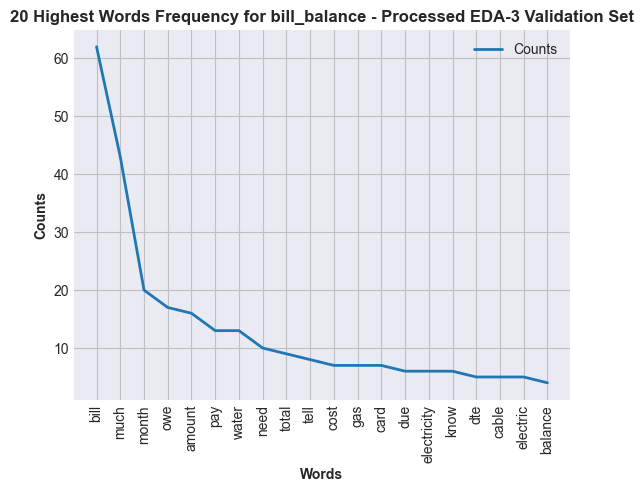 20 Highest Words Frequency for bill_balance - Processed EDA-3 Validation Set
Counts
60
50
40
30
20
10
Counts
bill
much
month
owe
amount
pay
water
need
total
tell
cost
gas
card
due
electricity
know
dte
cable
electric
balance
Words